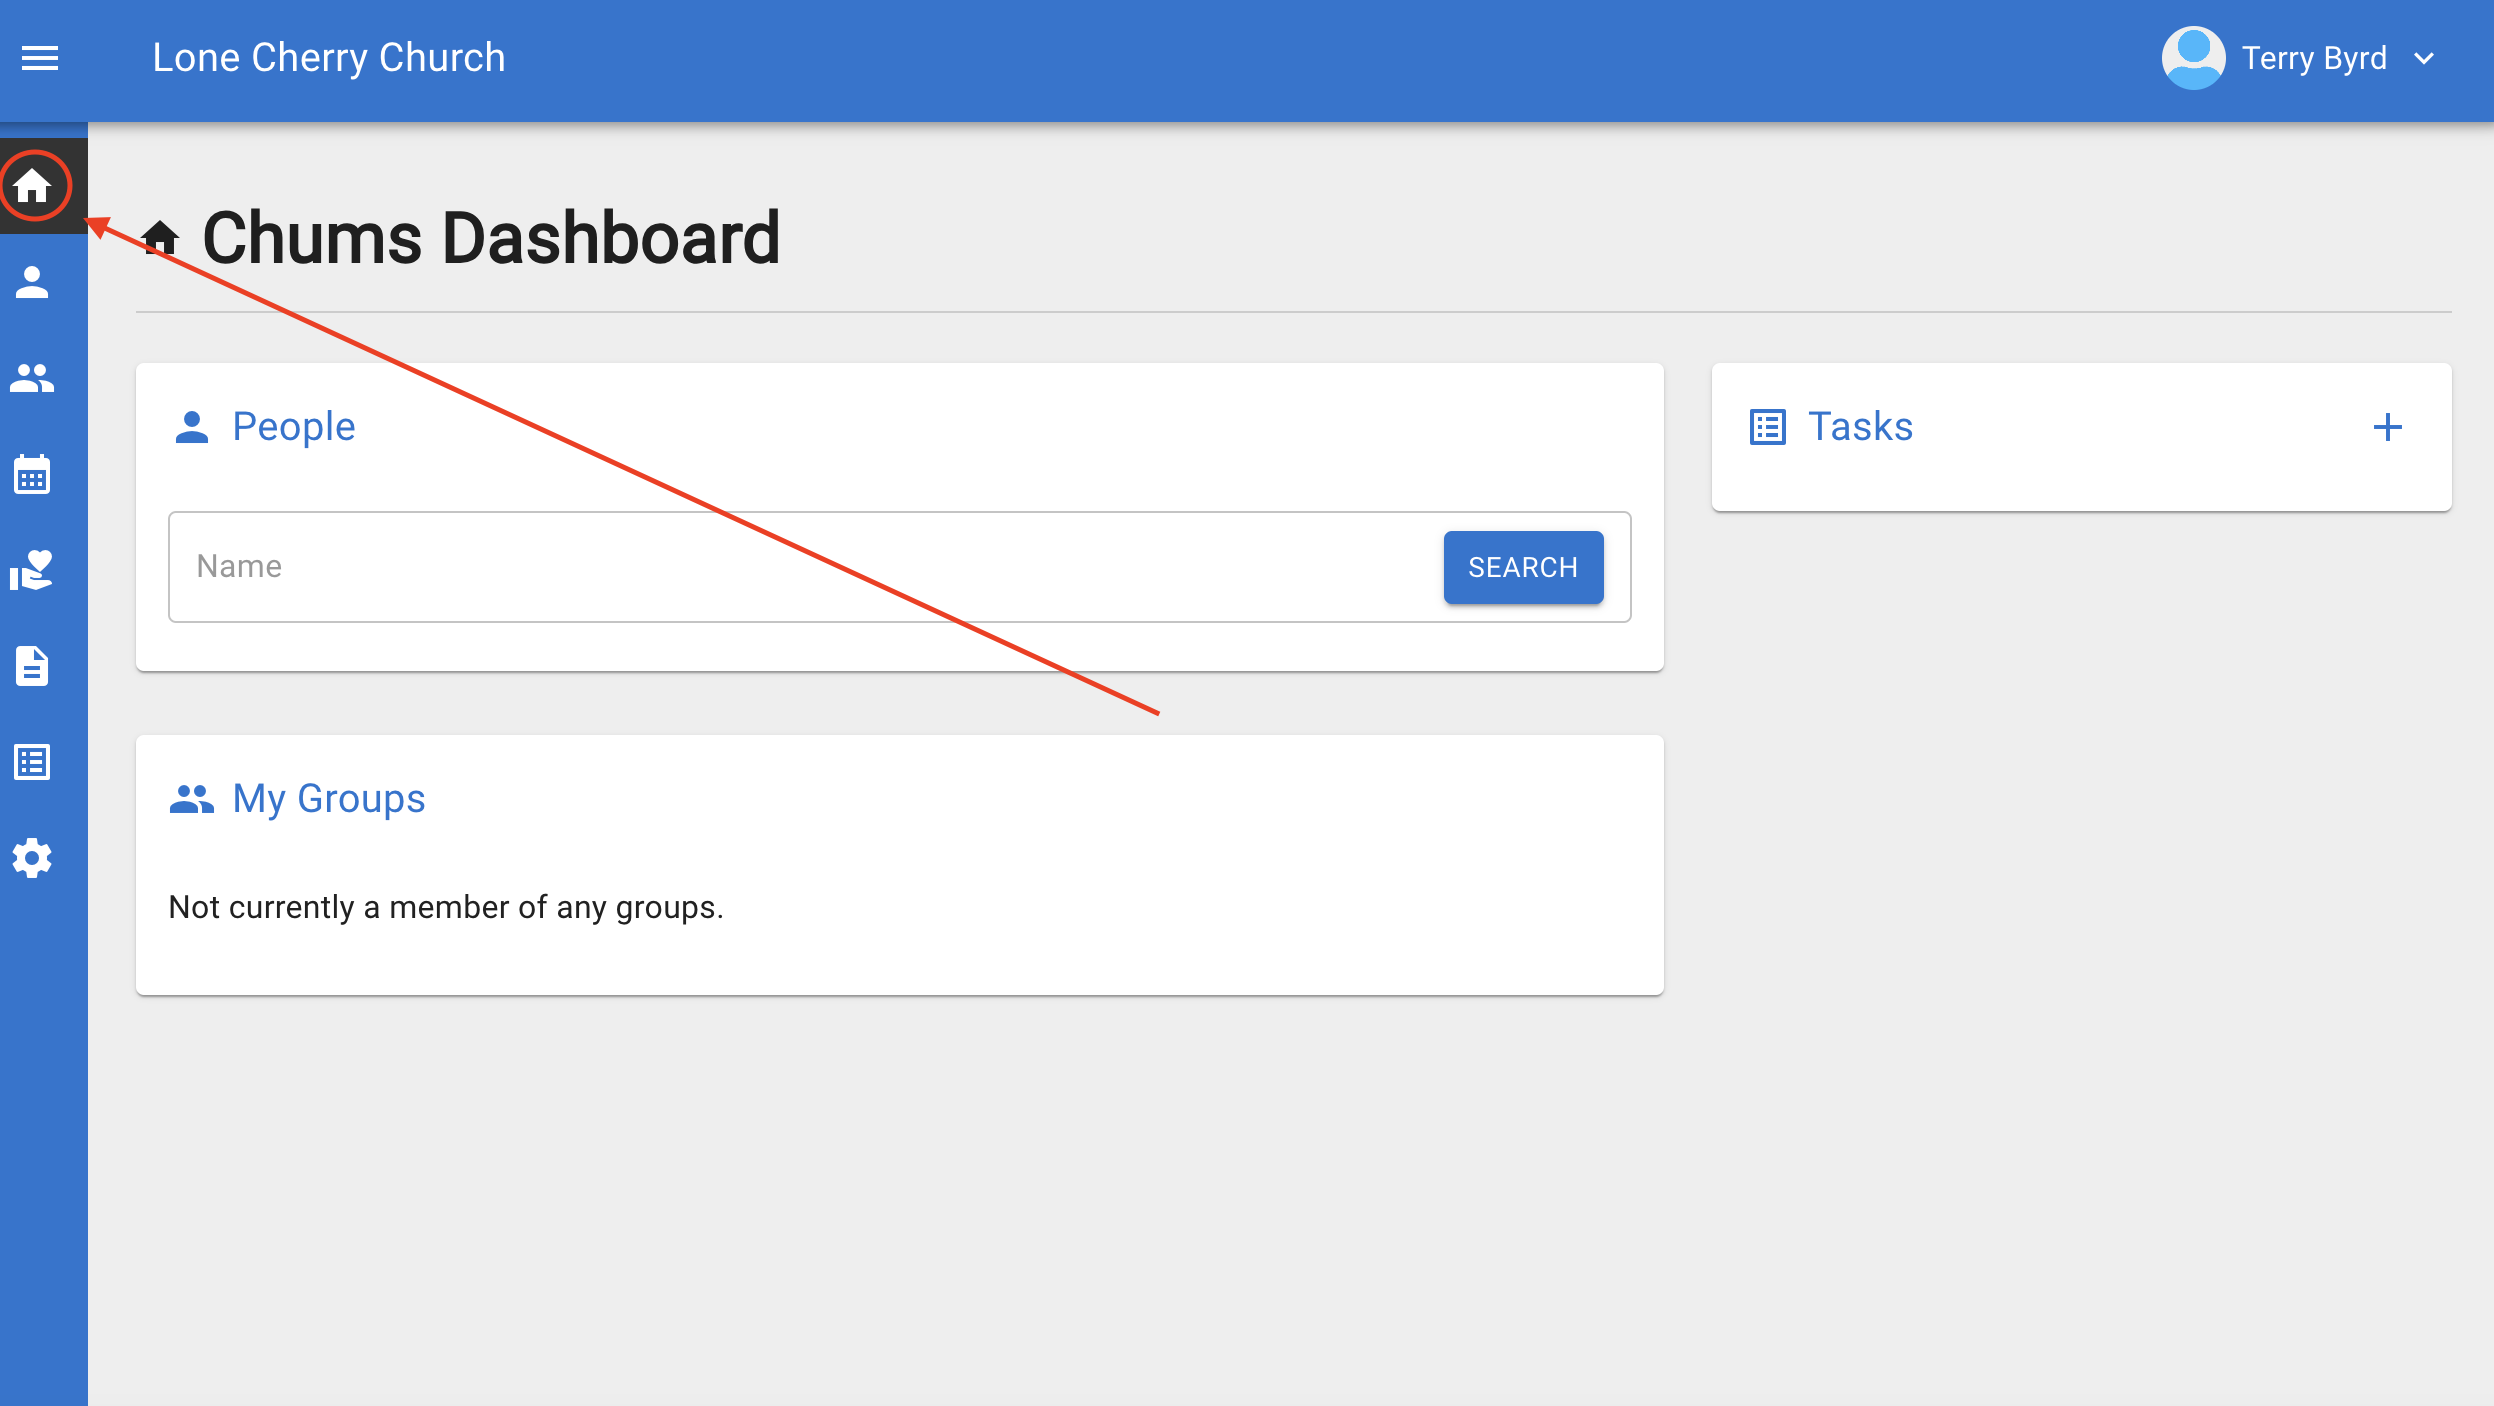 Lone Cherry Church
Terry Byrd
Chums Dashboard
People
Tasks
Name
SEARCH
My Groups
Not currently a member of any groups.